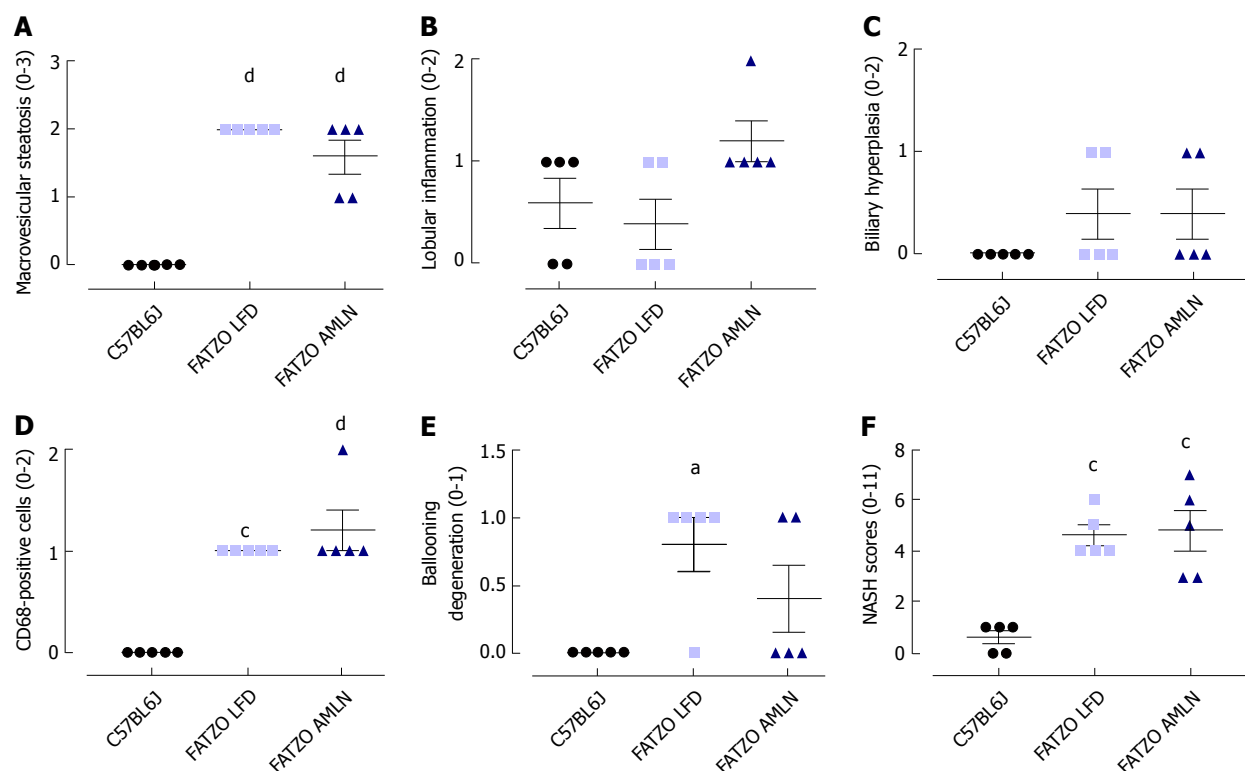 A
Macrovesicular steatosis (0-3)
3
2
1
0
d
d
C57BL6J
FATZO LFD
FATZO AMLN
B
Lobular inflammation (0-2)
2
1
0
C57BL6J
FATZO LFD
FATZO AMLN
C
Biliary hyperplasia (0-2)
2
1
0
C57BL6J
FATZO LFD
FATZO AMLN
D
CD68-positive cells (0-2)
2
1
0
c
d
C57BL6J
FATZO LFD
FATZO AMLN
E
Ballooning
degeneration (0-1)
1.5
1.0
0.5
0.0
a
C57BL6J
FATZO LFD
FATZO AMLN
F
NASH scores (0-11)
8
6
4
2
0
c
c
C57BL6J
FATZO LFD
FATZO AMLN